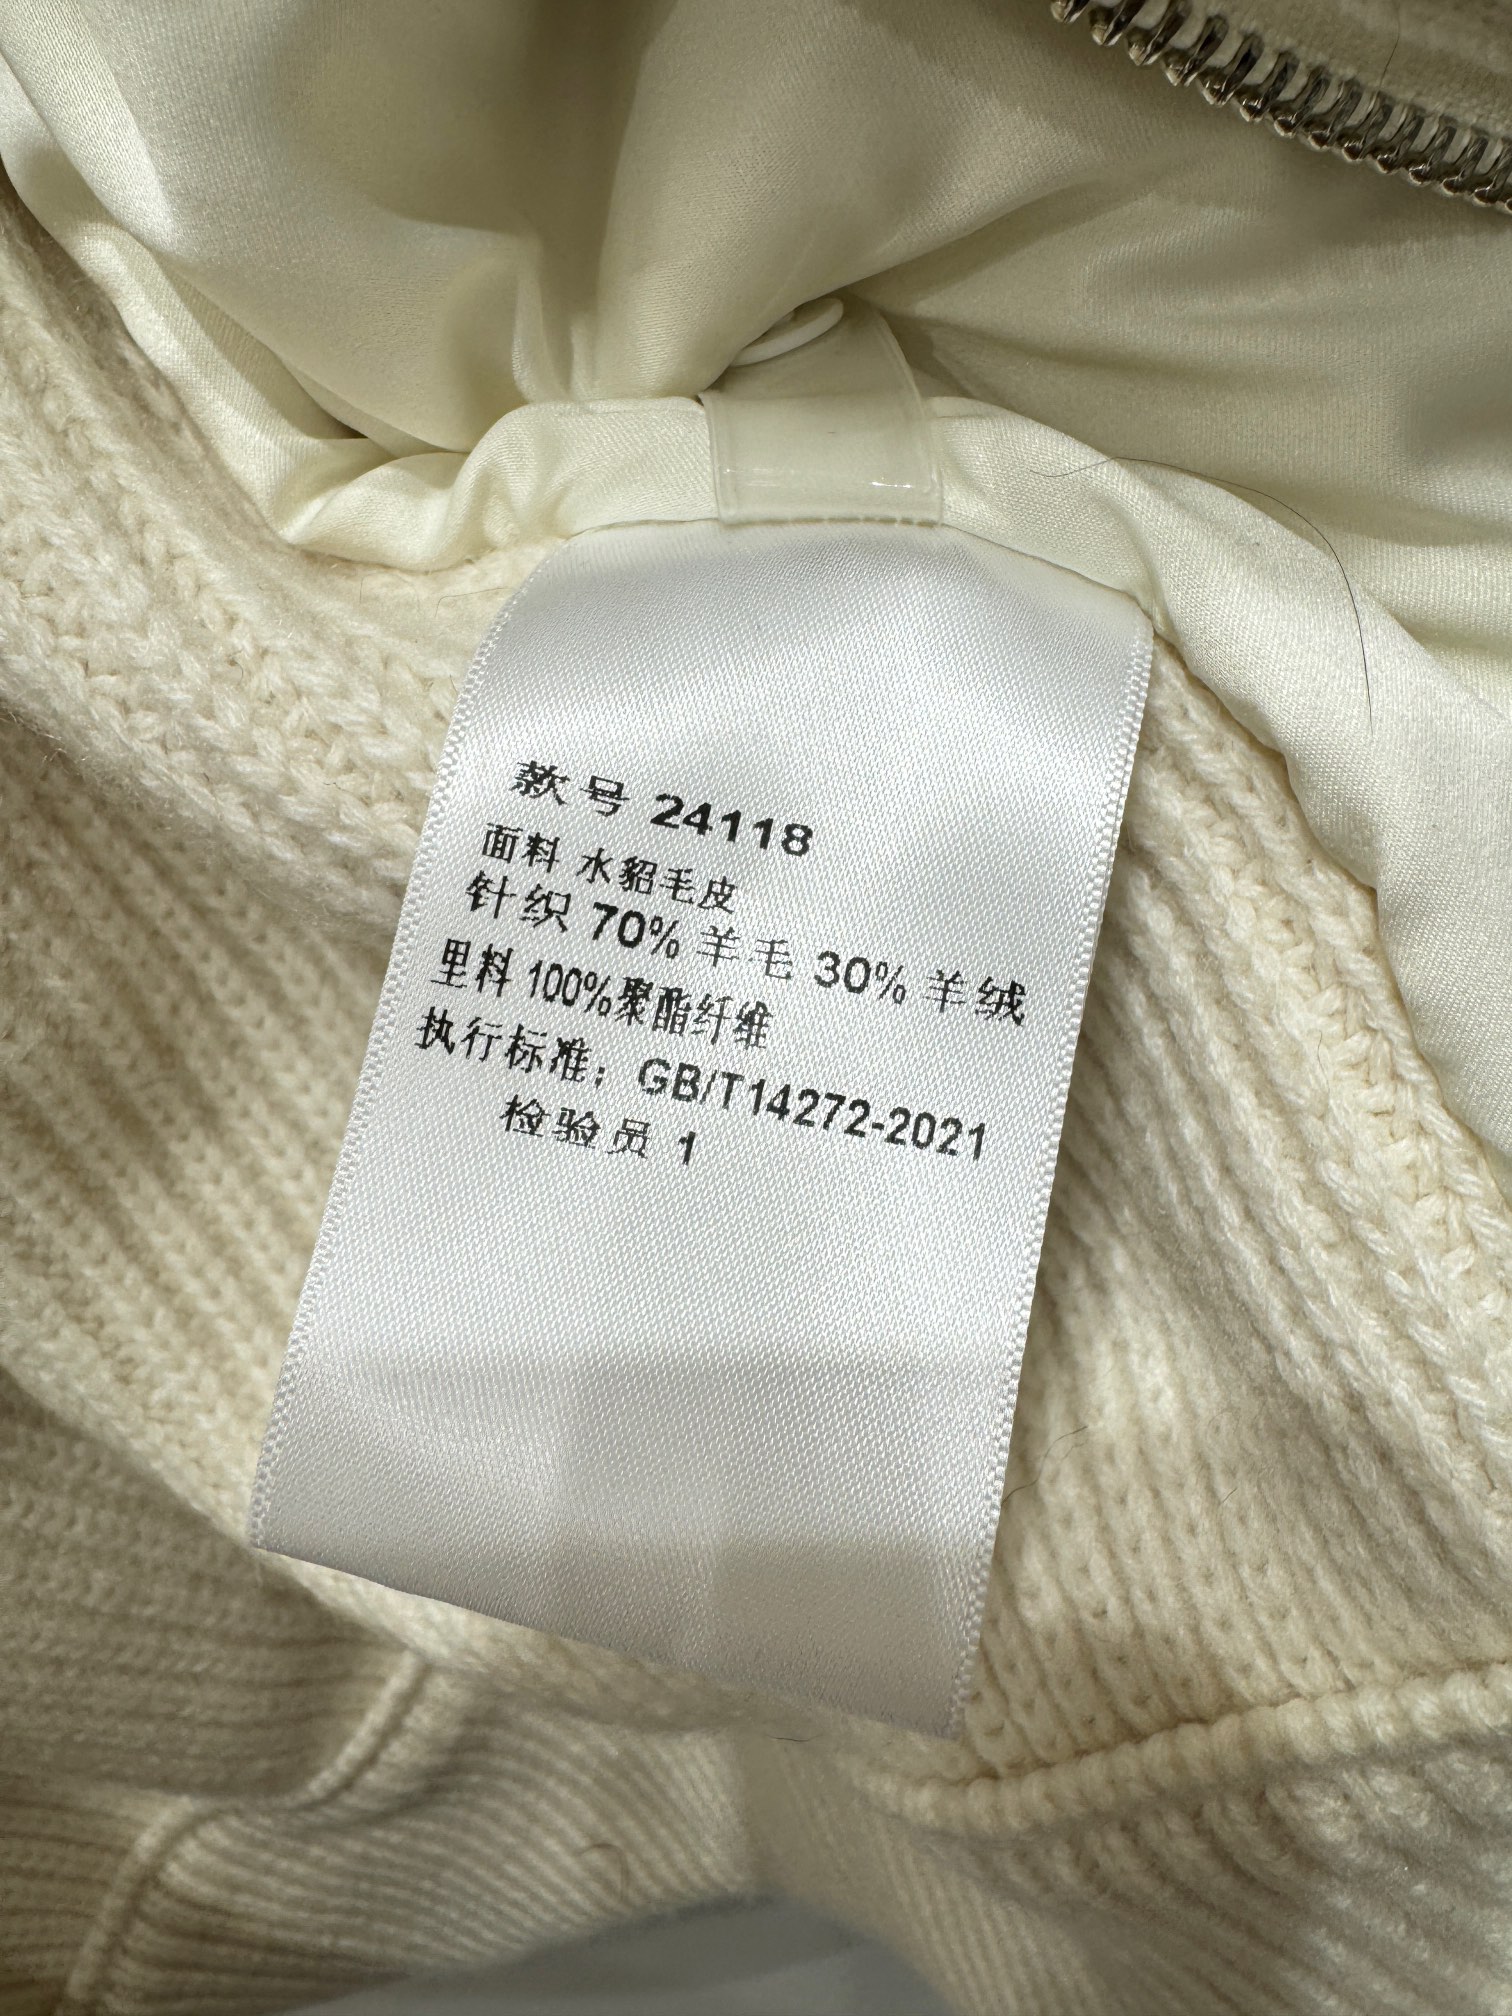 款号 24118
面料 水貂毛皮
针织 70% 羊毛 30% 羊绒
里料 100%聚酯纤维
执行标准：GB/T14272-2021
检验员 1